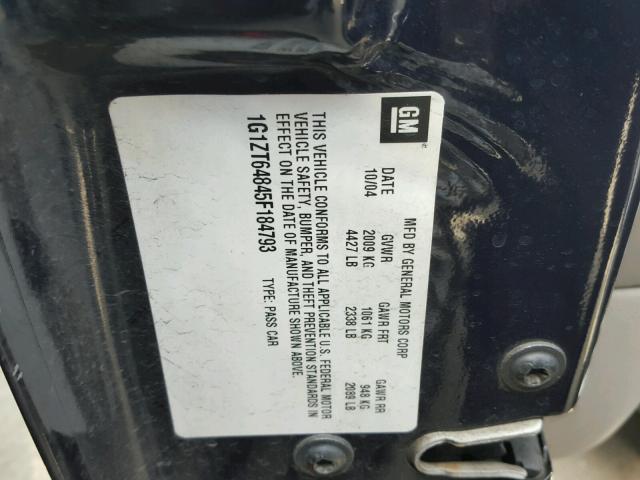 GM
MFD BY GENERAL MOTORS CORP
DATE GVWR GAWR FRT GAWR RR
10/04 2009 KG 1061 KG 948 KG
4427 LB 2338 LB 2089 LB
THIS VEHICLE CONFORMS TO ALL APPLICABLE U.S. FEDERAL MOTOR
VEHICLE SAFETY, BUMPER, AND THEFT PREVENTION STANDARDS IN
EFFECT ON THE DATE OF MANUFACTURE SHOWN ABOVE.
1G1ZT64845F184793 TYPE: PASS CAR